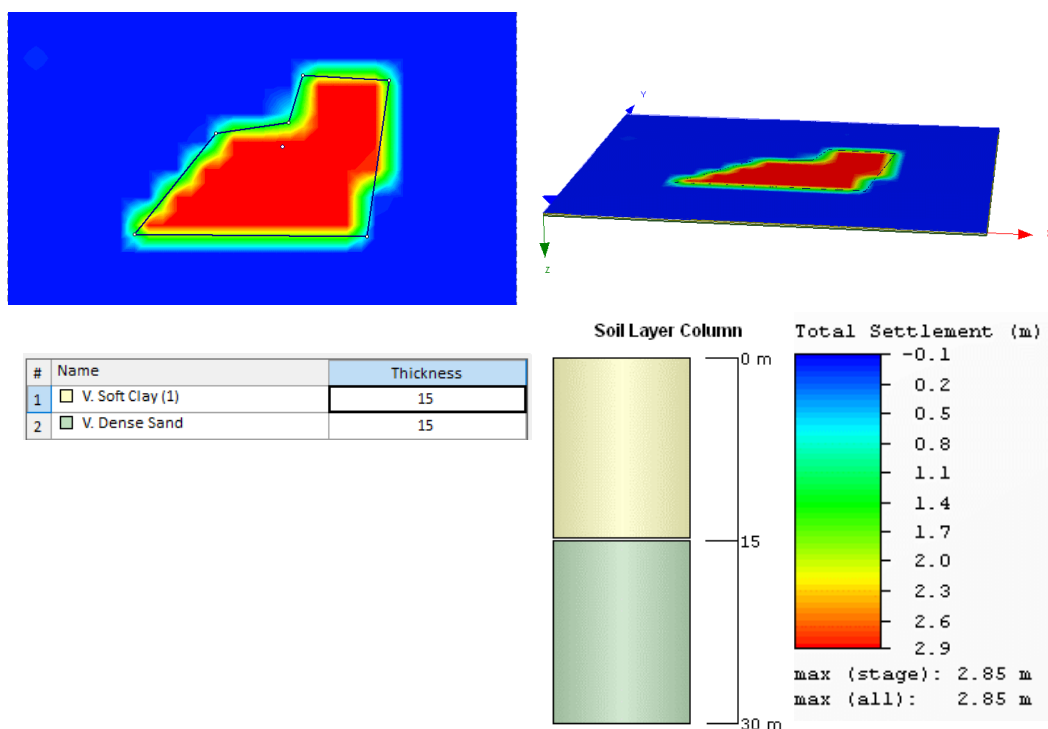 Y
Z
# Name Thickness
1 V. Soft Clay (1) 15
2 V. Dense Sand 15
Soil Layer Column
0 m
15
30 m
Total Settlement (m)
-0.1
0.2
0.5
0.8
1.1
1.4
1.7
2.0
2.3
2.6
2.9
max (stage): 2.85 m
max (all): 2.85 m